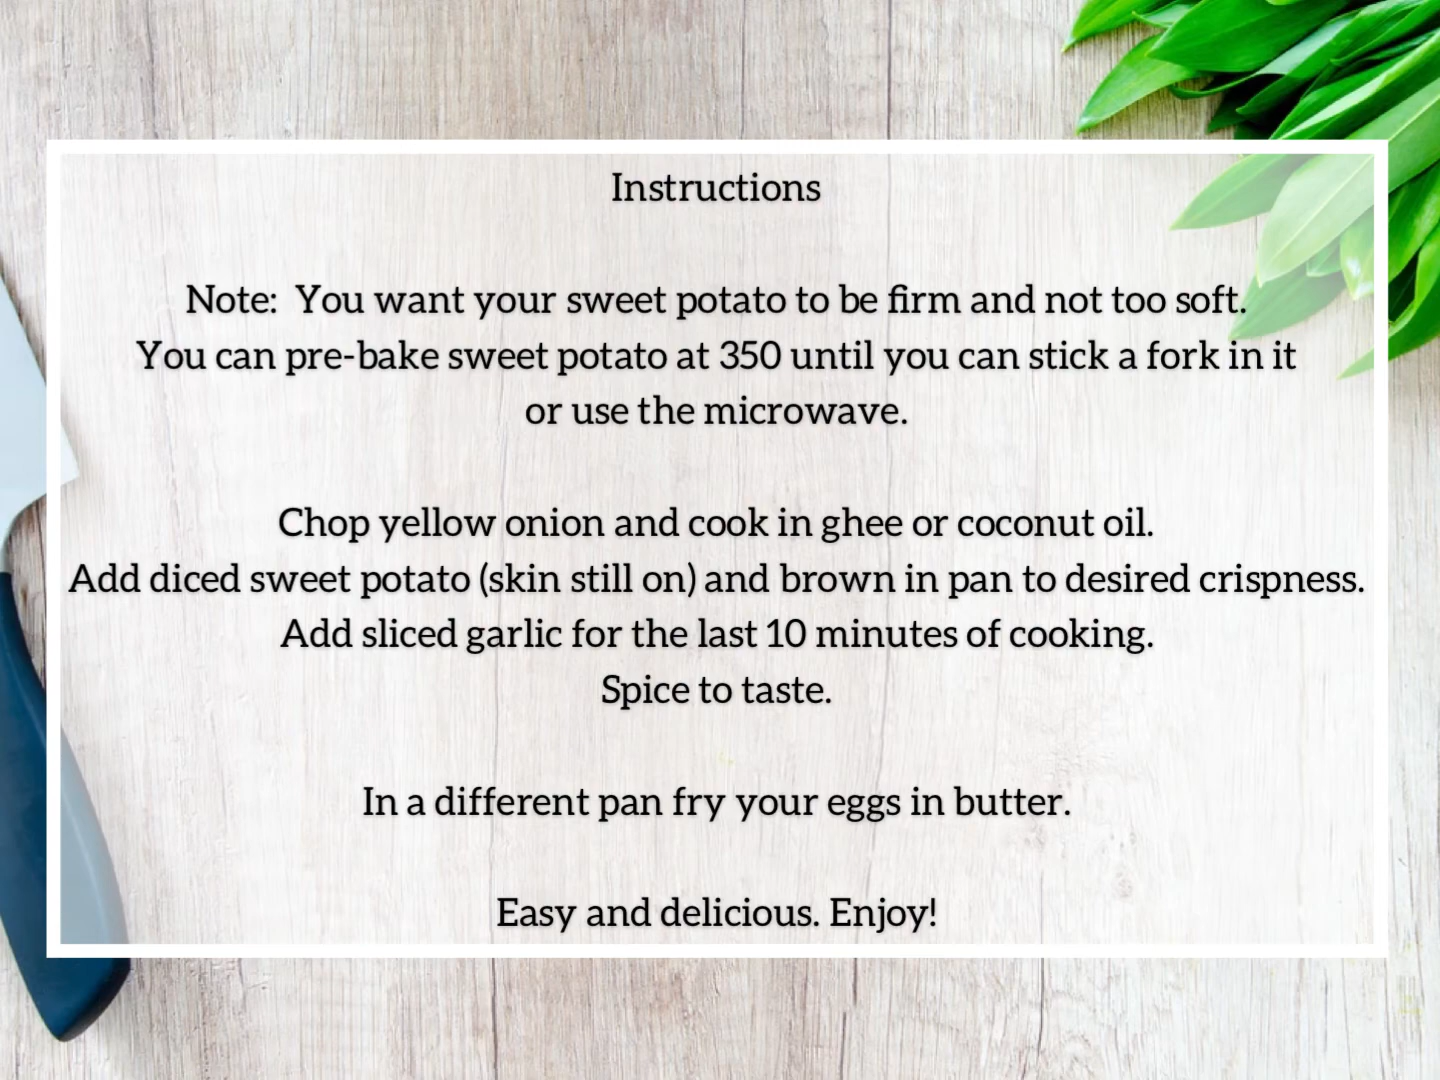 Instructions
Note:  You want your sweet potato to be firm and not too soft.
You can pre-bake sweet potato at 350 until you can stick a fork in it
or use the microwave.
Chop yellow onion and cook in ghee or coconut oil.
Add diced sweet potato (skin still on) and brown in pan to desired crispness.
Add sliced garlic for the last 10 minutes of cooking.
Spice to taste.
In a different pan fry your eggs in butter.
Easy and delicious. Enjoy!